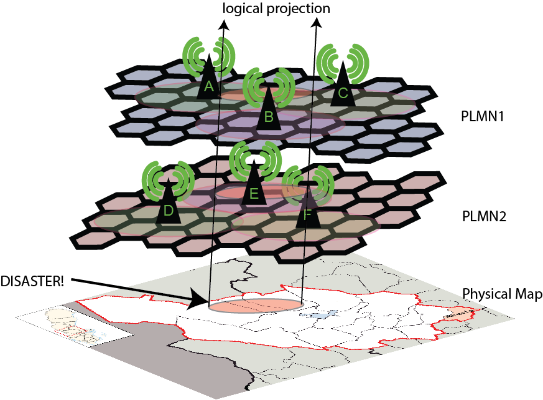 logical projection
A
C
B
PLMN1
E
D
F
PLMN2
DISASTER!
Physical Map